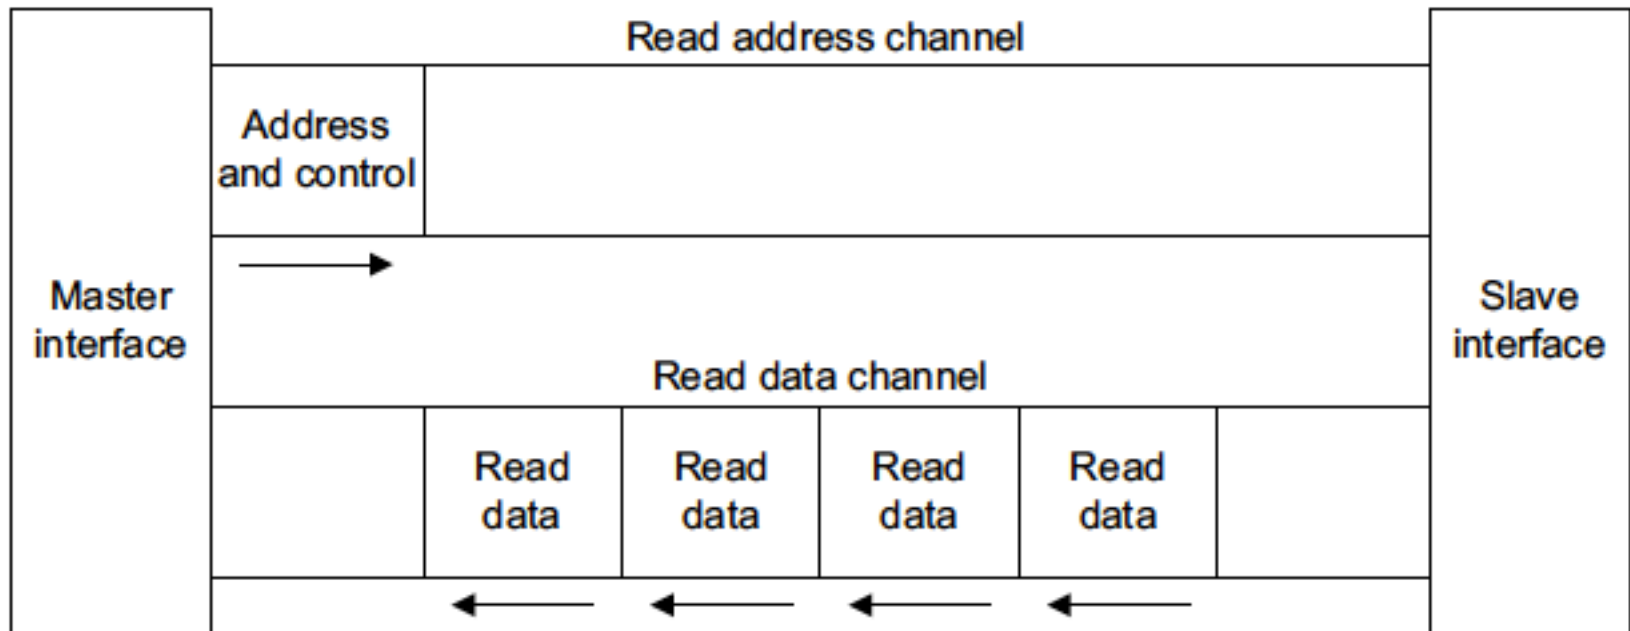 Read address channel
Address
and control
Master
interface
Slave
interface
Read data channel
Read
data
Read
data
Read
data
Read
data